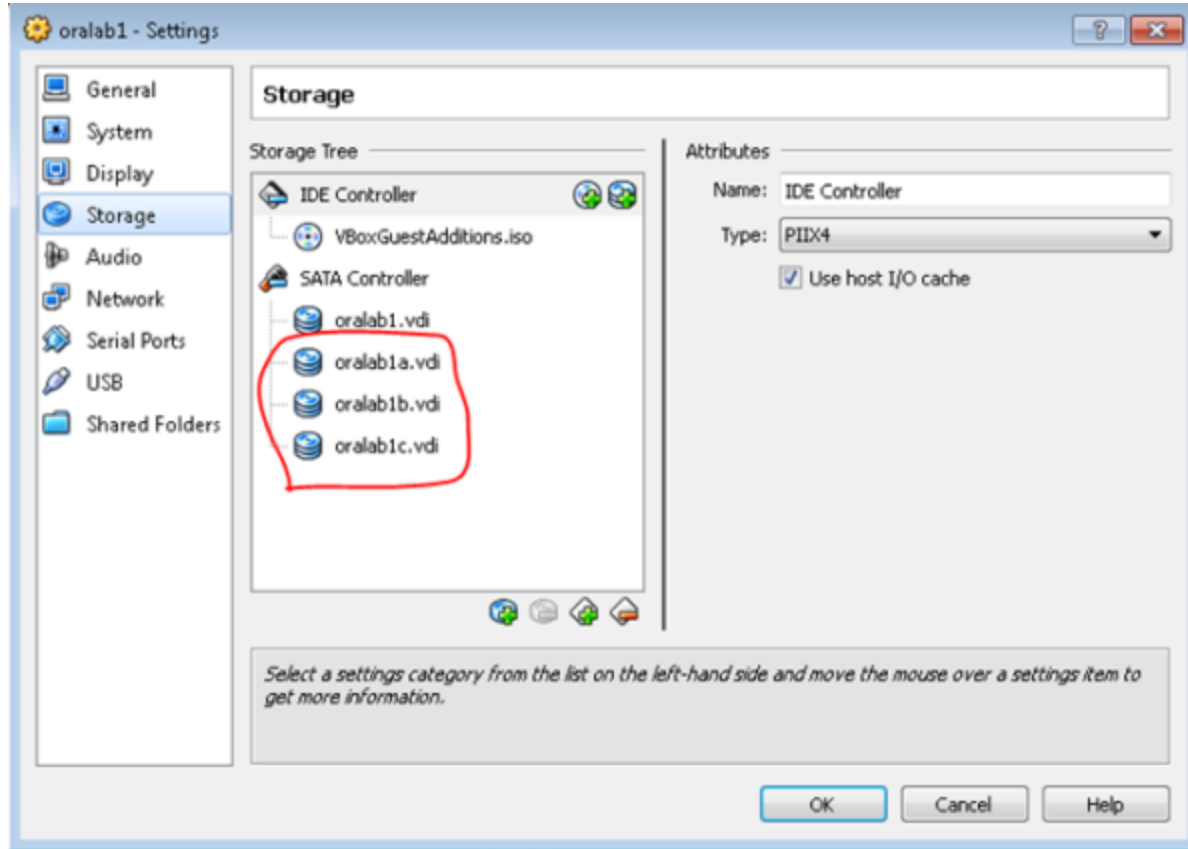 oralab1 - Settings
?
General
System
Display
Storage
Audio
Network
Serial Ports
USB
Shared Folders
Storage
Storage Tree
IDE Controller
VBoxGuestAdditions.iso
SATA Controller
oralab1.vdi
oralab1a.vdi
oralab1b.vdi
oralab1c.vdi
Attributes
Name: IDE Controller
Type: PIIX4
Use host I/O cache
Select a settings category from the list on the left-hand side and move the mouse over a settings item to
get more information.
OK Cancel Help